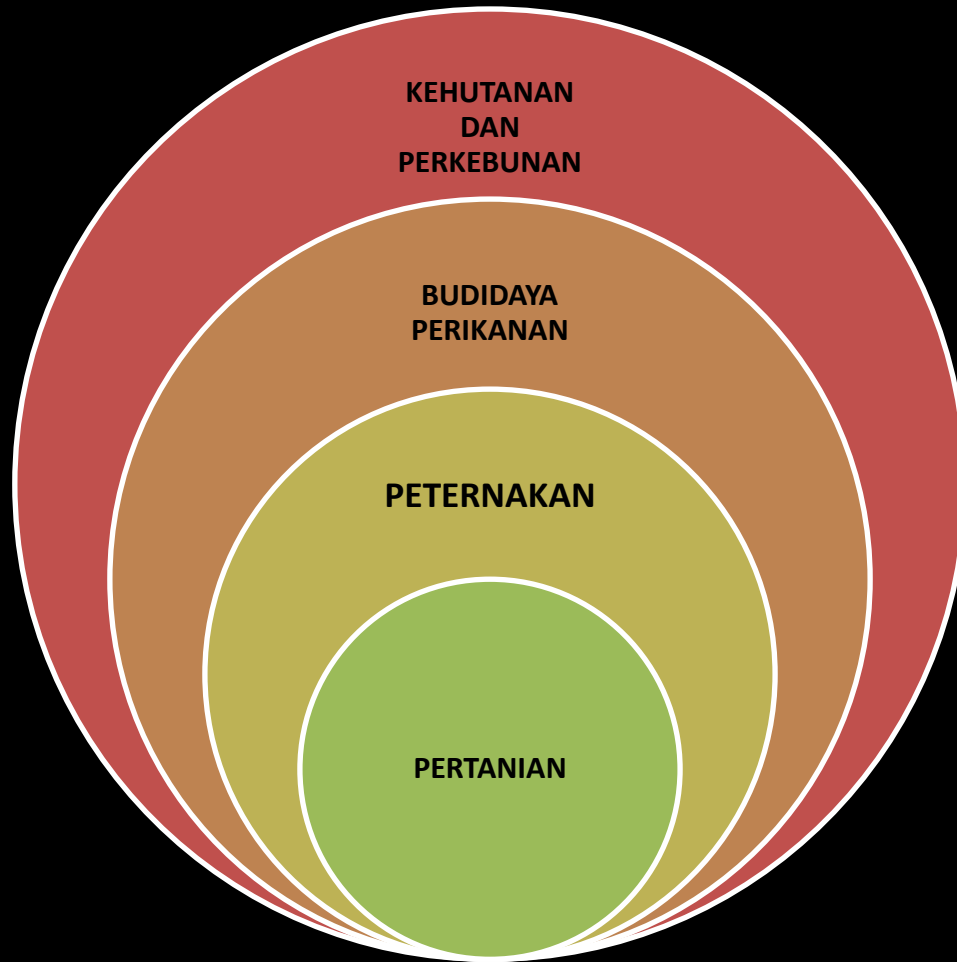 KEHUTANAN
DAN
PERKEBUNAN
BUDIDAYA
PERIKANAN
PETERNAKAN
PERTANIAN